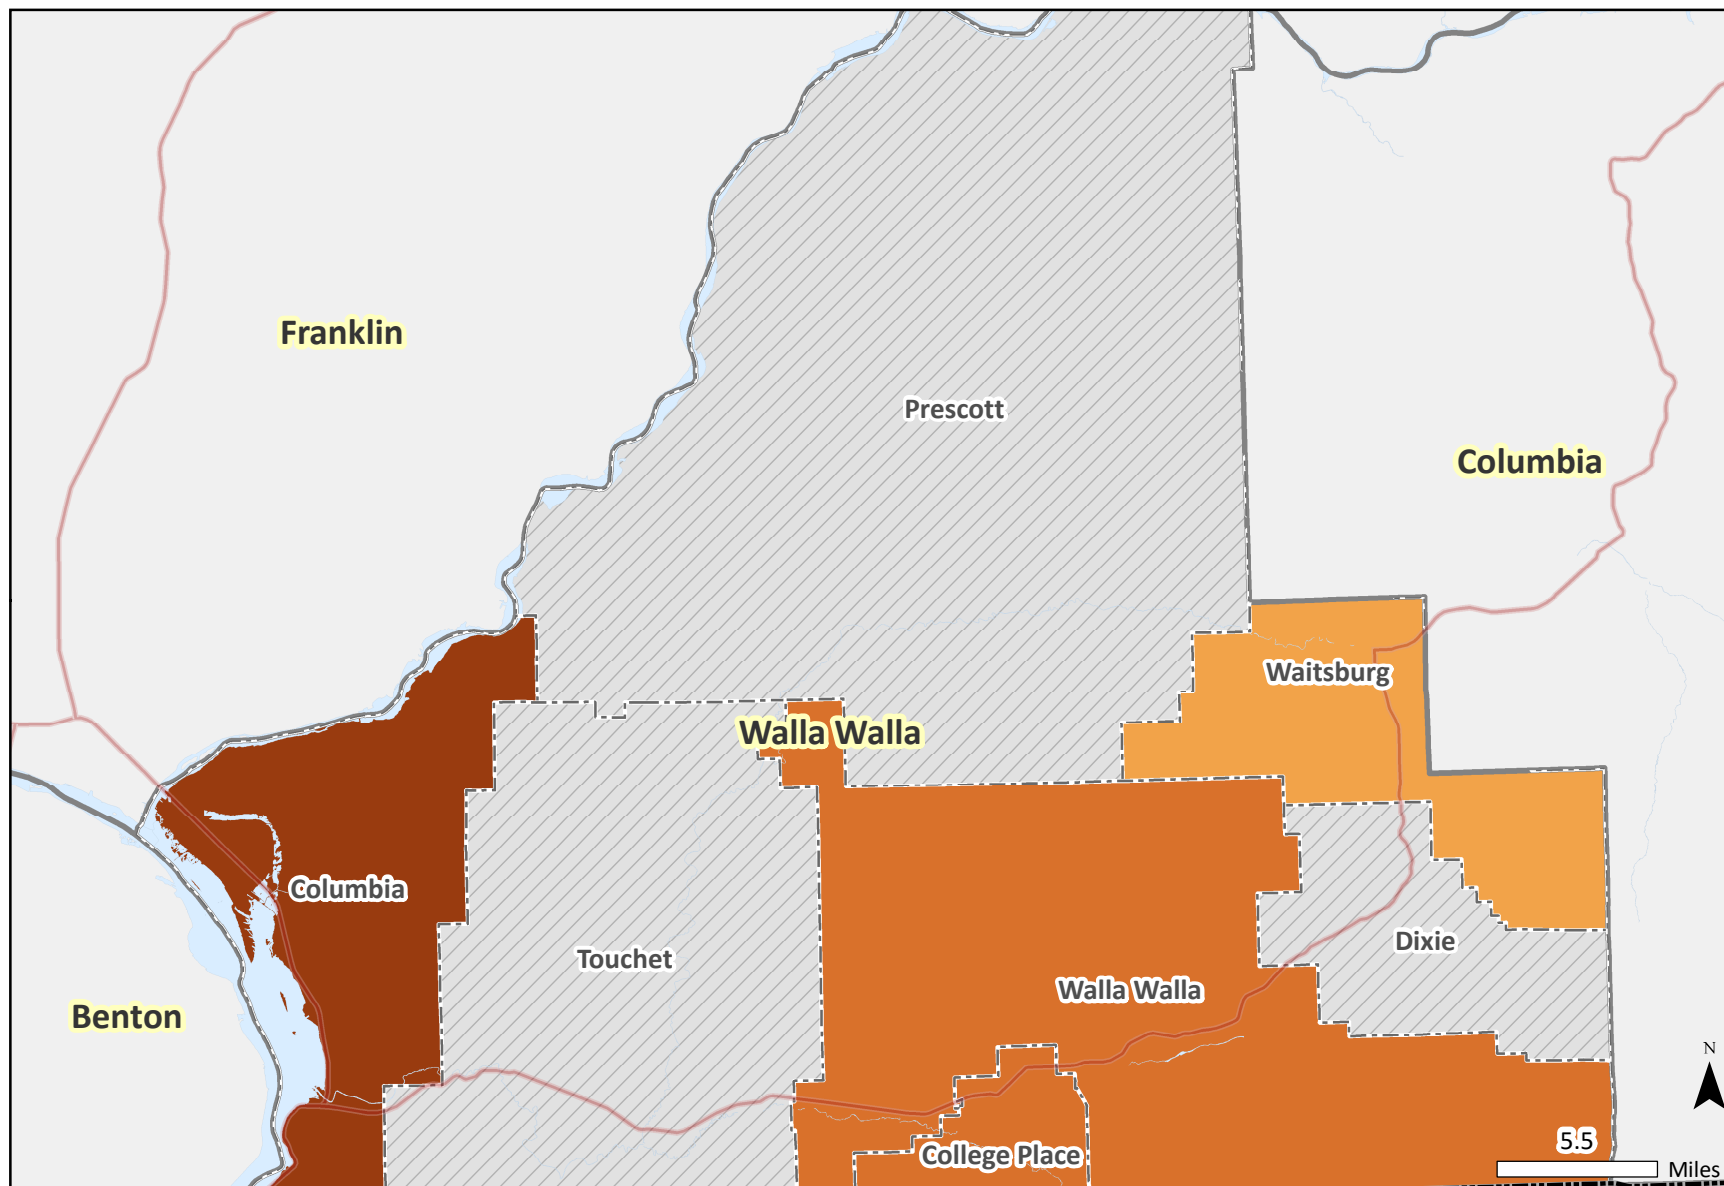 Franklin
Prescott
Columbia
Waitsburg
Walla Walla
Columbia
Touchet
Dixie
Walla Walla
Benton
N
College Place
5.5
Miles